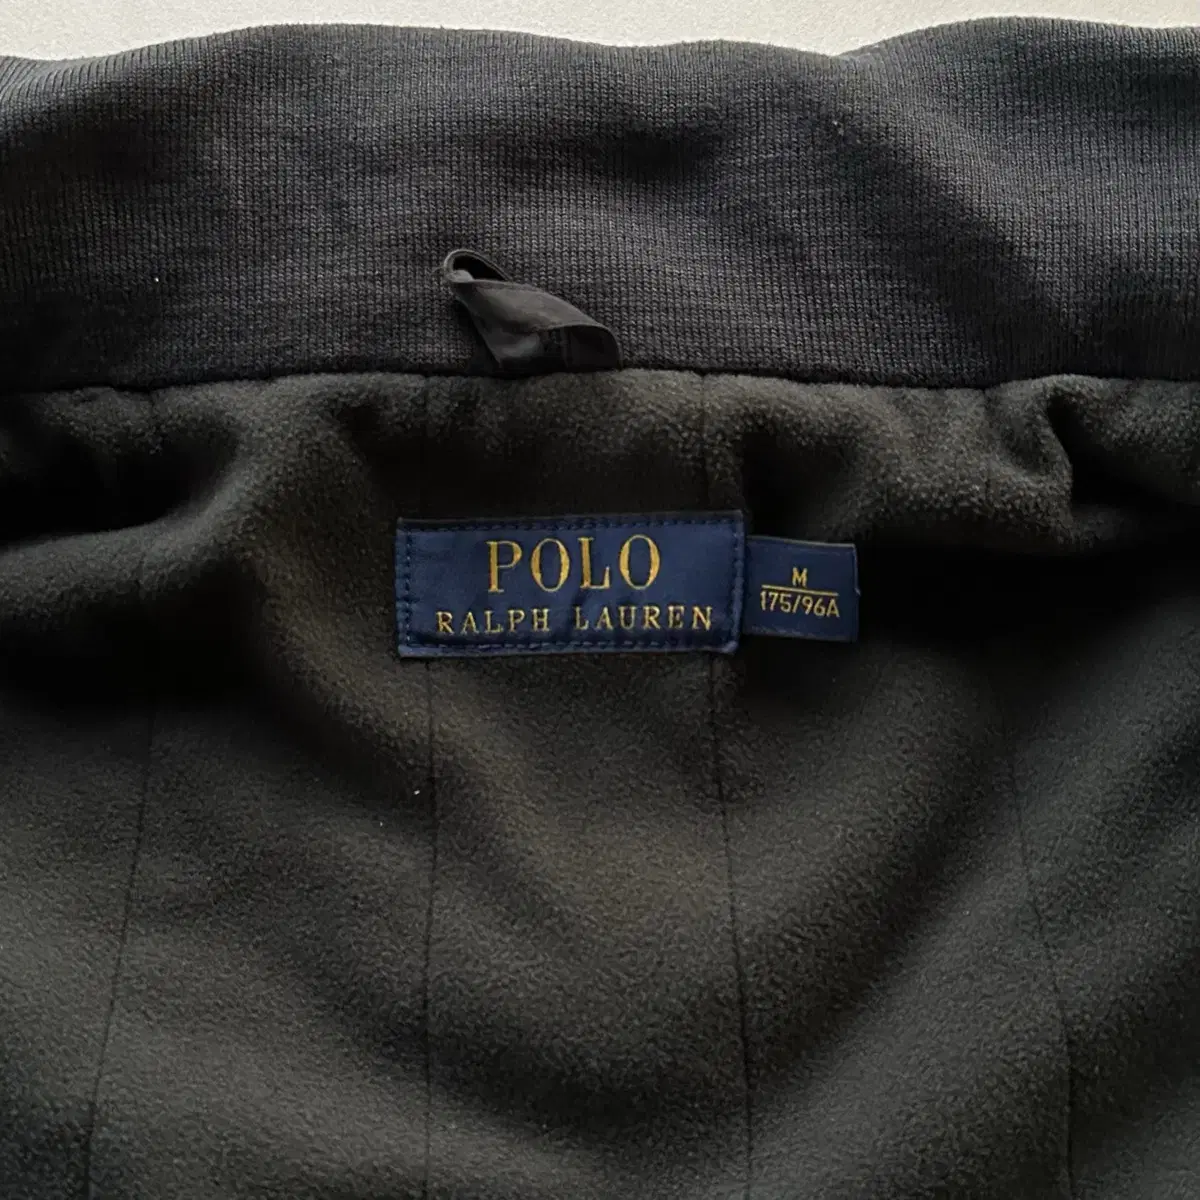 POLO
RALPH LAUREN
M
175/96A